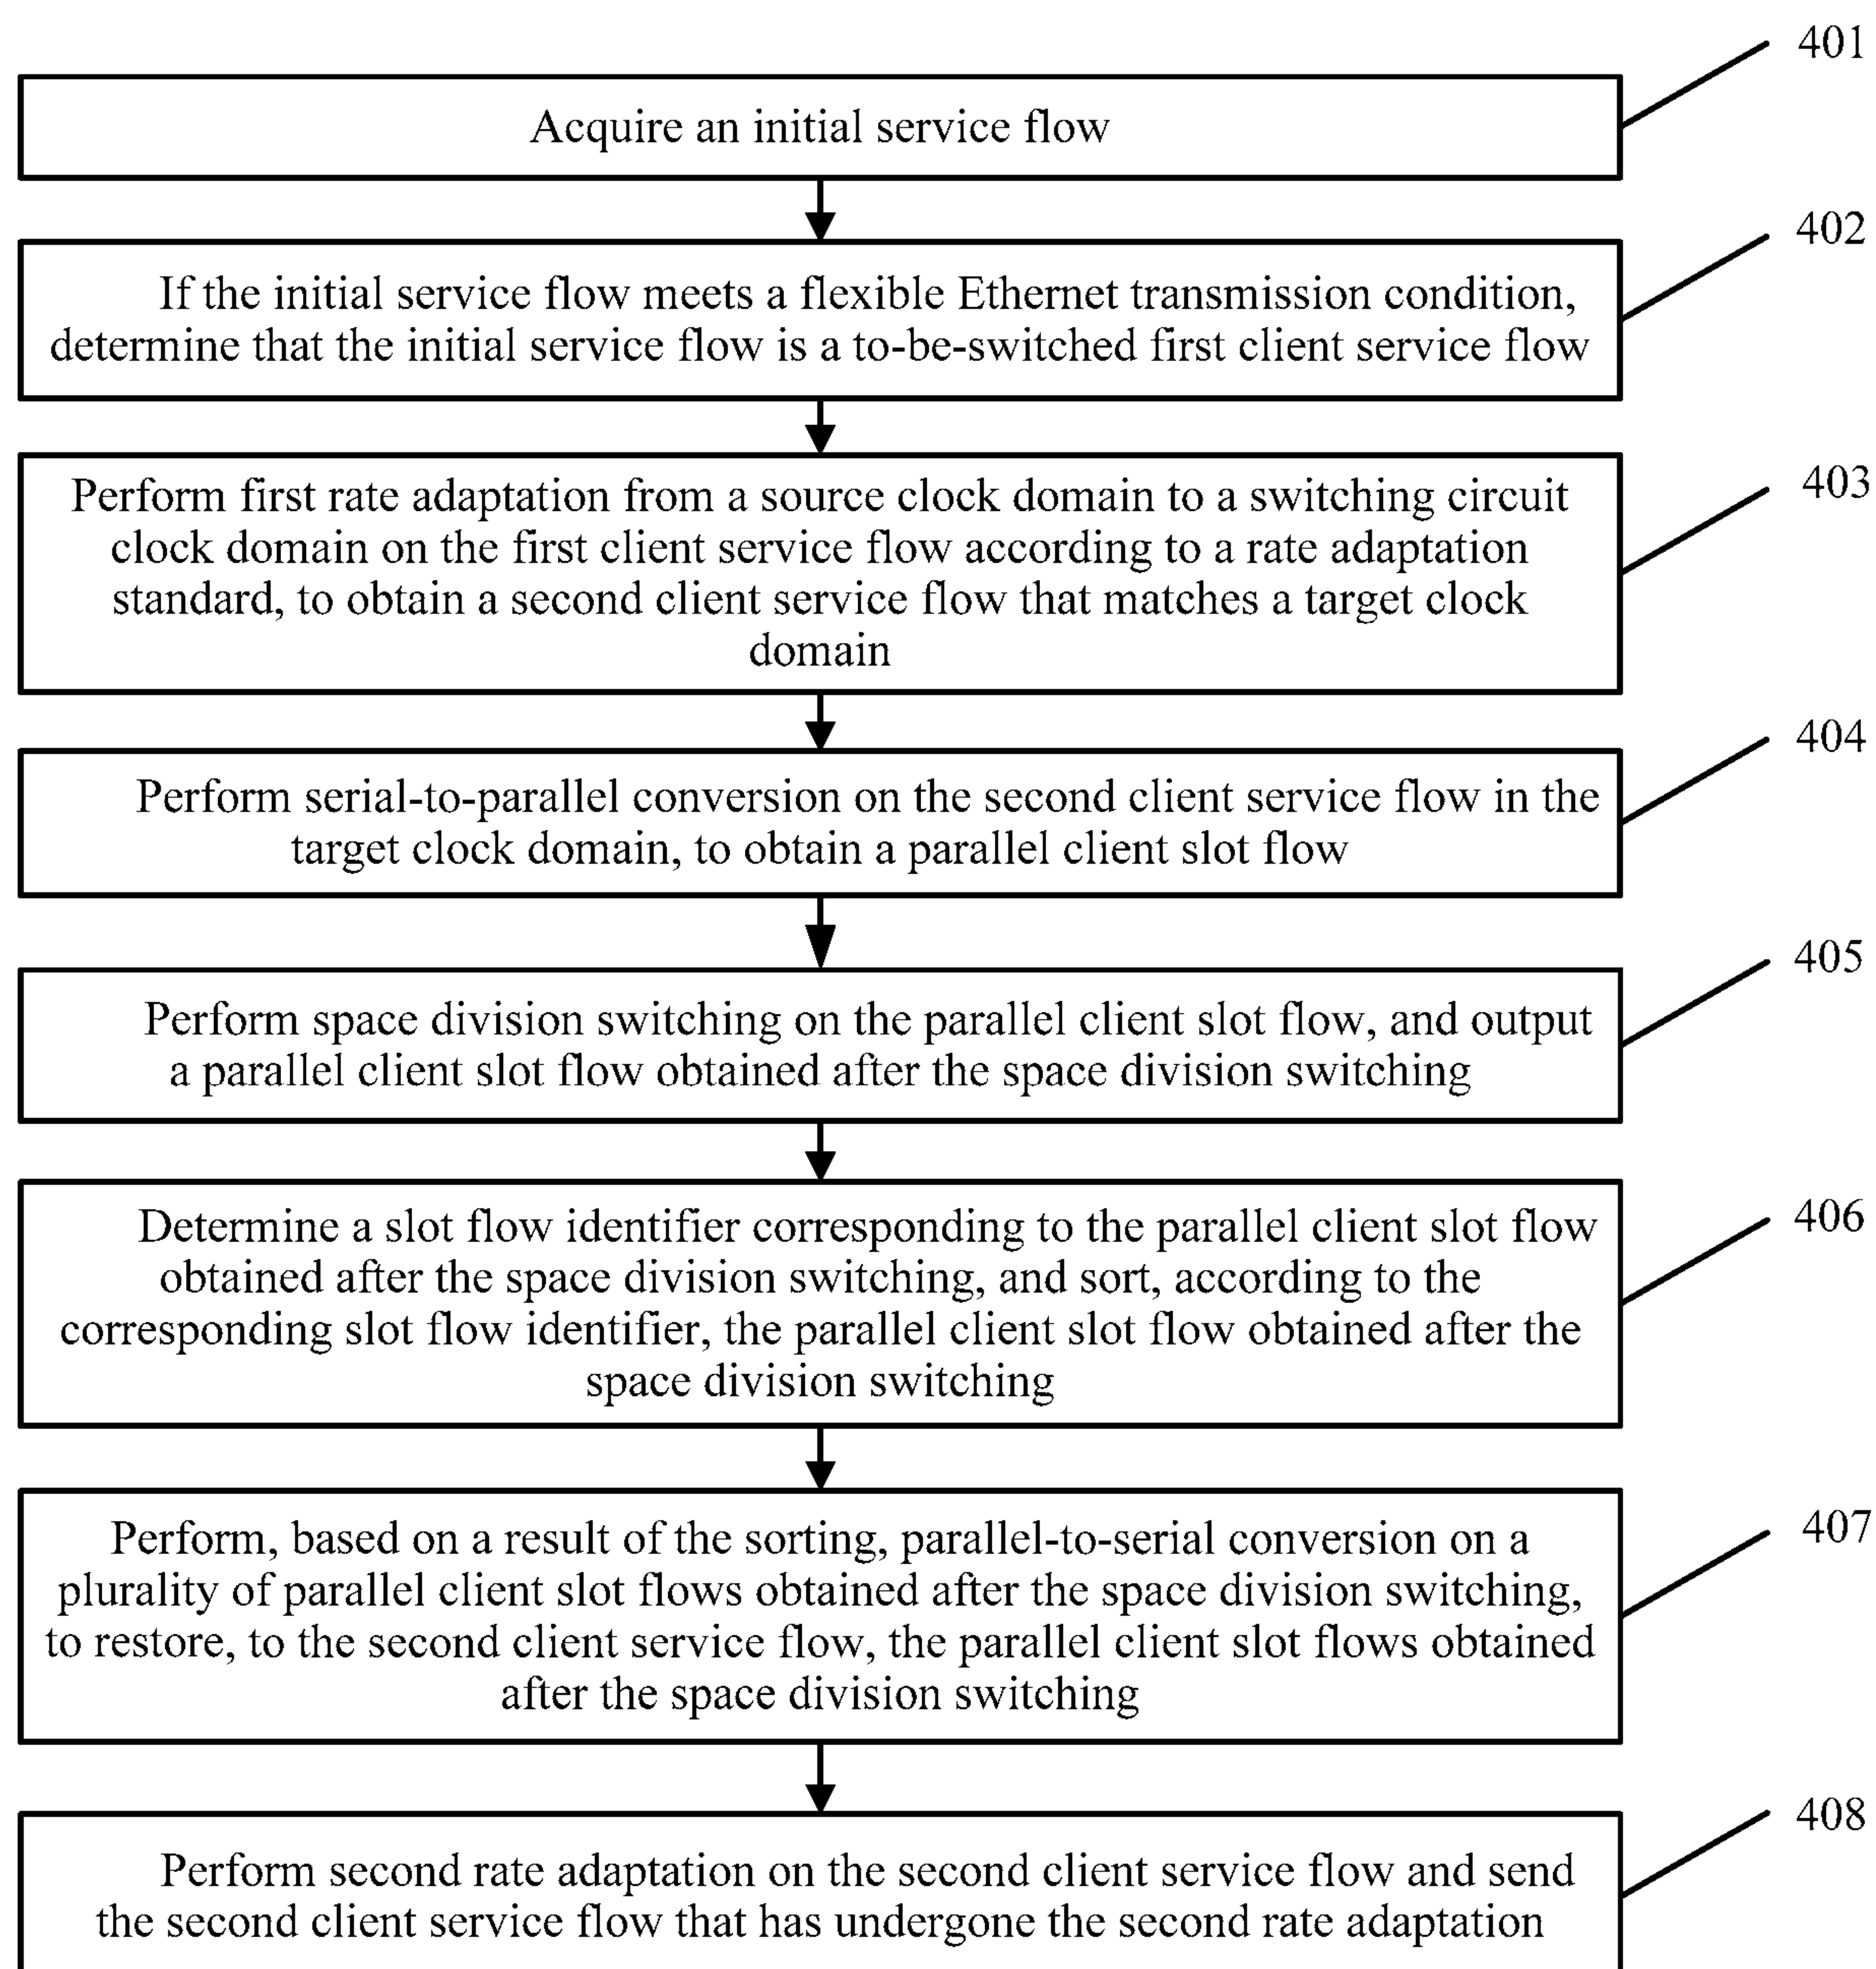 401
Acquire an initial service flow
402
If the initial service flow meets a flexible Ethernet transmission condition,
determine that the initial service flow is a to-be-switched first client service flow
403
Perform first rate adaptation from a source clock domain to a switching circuit
clock domain on the first client service flow according to a rate adaptation
standard, to obtain a second client service flow that matches a target clock
domain
404
Perform serial-to-parallel conversion on the second client service flow in the
target clock domain, to obtain a parallel client slot flow
405
Perform space division switching on the parallel client slot flow, and output
a parallel client slot flow obtained after the space division switching
406
Determine a slot flow identifier corresponding to the parallel client slot flow
obtained after the space division switching, and sort, according to the
corresponding slot flow identifier, the parallel client slot flow obtained after the
space division switching
407
Perform, based on a result of the sorting, parallel-to-serial conversion on a
plurality of parallel client slot flows obtained after the space division switching,
to restore, to the second client service flow, the parallel client slot flows obtained
after the space division switching
408
Perform second rate adaptation on the second client service flow and send
the second client service flow that has undergone the second rate adaptation